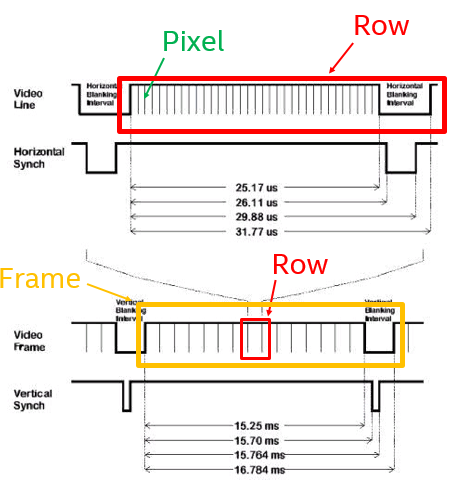 Pixel
Row
Horizontal
Blanking
Interval
Horizontal
Blanking
Interval
Video
Line
Horizontal
Synch
25.17 us
26.11 us
29.88 us
31.77 us
Frame
Row
Vertical
Blanking
Interval
Vertical
Blanking
Interval
Video
Frame
Vertical
Synch
15.25 ms
15.70 ms
15.764 ms
16.784 ms